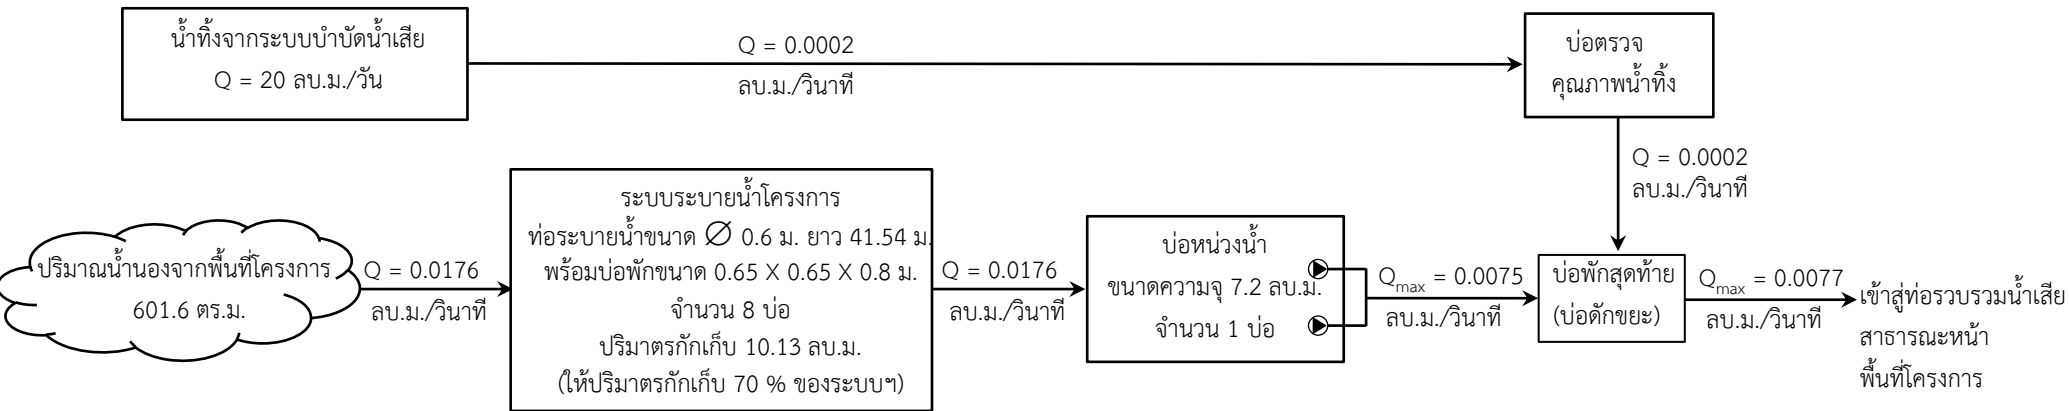 น้ำทิ้งจากระบบบำบัดน้ำเสีย
Q = 20 ลบ.ม./วัน
Q = 0.0002
ลบ.ม./วินาที
บ่อตรวจ
คุณภาพน้ำทิ้ง
Q = 0.0002
ลบ.ม./วินาที
ปริมาณน้ำนองจากพื้นที่โครงการ
601.6 ตร.ม.
Q = 0.0176
ลบ.ม./วินาที
ระบบระบายน้ำโครงการ
ท่อระบายน้ำขนาด ∅ 0.6 ม. ยาว 41.54 ม.
พร้อมบ่อพักขนาด 0.65 X 0.65 X 0.8 ม.
จำนวน 8 บ่อ
ปริมาตรกักเก็บ 10.13 ลบ.ม.
(ให้ปริมาตรกักเก็บ 70 % ของระบบฯ)
Q = 0.0176
ลบ.ม./วินาที
บ่อหน่วงน้ำ
ขนาดความจุ 7.2 ลบ.ม.
จำนวน 1 บ่อ
Qmax = 0.0075
ลบ.ม./วินาที
บ่อพักสุดท้าย
(บ่อดักขยะ)
Qmax = 0.0077
ลบ.ม./วินาที
เข้าสู่ท่อรวบรวมน้ำเสีย
สาธารณะหน้า
พื้นที่โครงการ